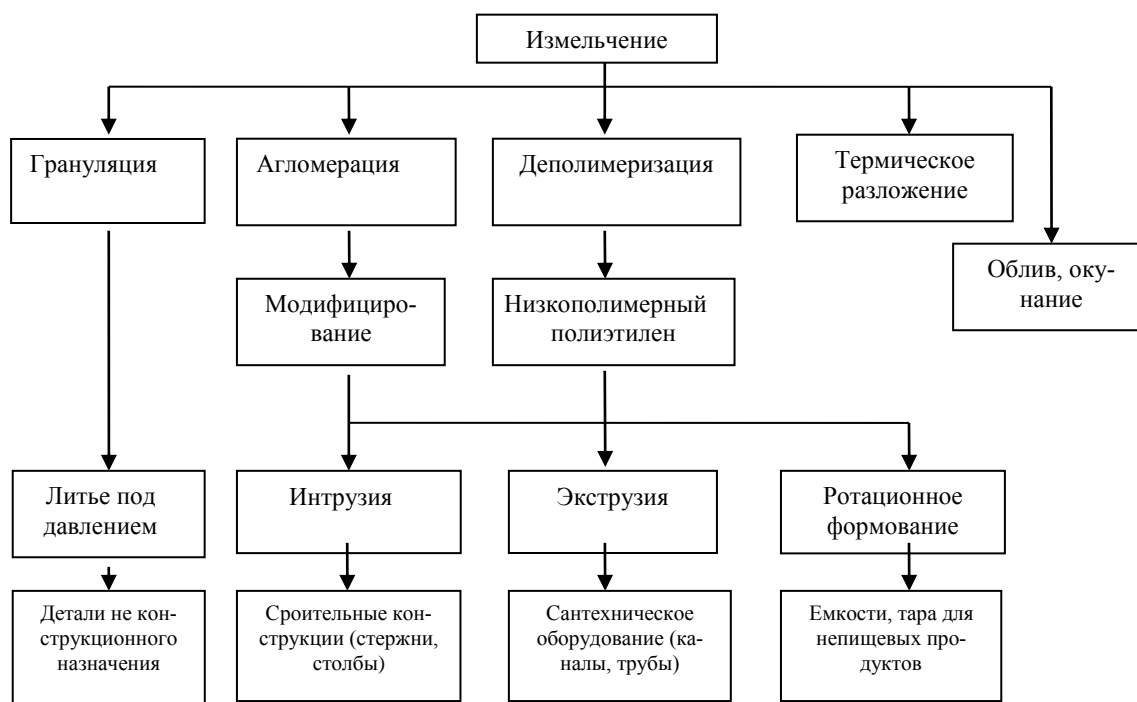 Измельчение
Грануляция
Агломерация
Деполимеризация
Термическое
разложение
Облив, оку-
нание
Модифициро-
вание
Низкополимерный
полиэтилен
Литье под
давлением
Интрузия
Экструзия
Ротационное
формование
Детали не кон-
струкционного
назначения
Сроительные кон-
струкции (стержни,
столбы)
Сантехническое
оборудование (ка-
налы, трубы)
Емкости, тара для
непищевых про-
дуктов